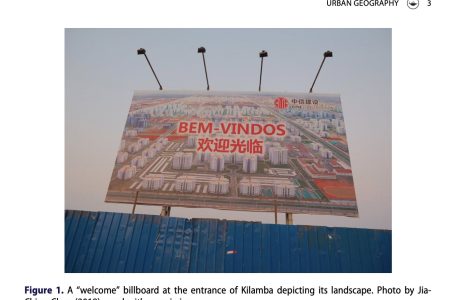 URBAN GEOGRAPHY 3
中信建设
BEM-VINDOS
欢迎光临
Figure 1. A “welcome” billboard at the entrance of Kilamba depicting its landscape. Photo by Jia-